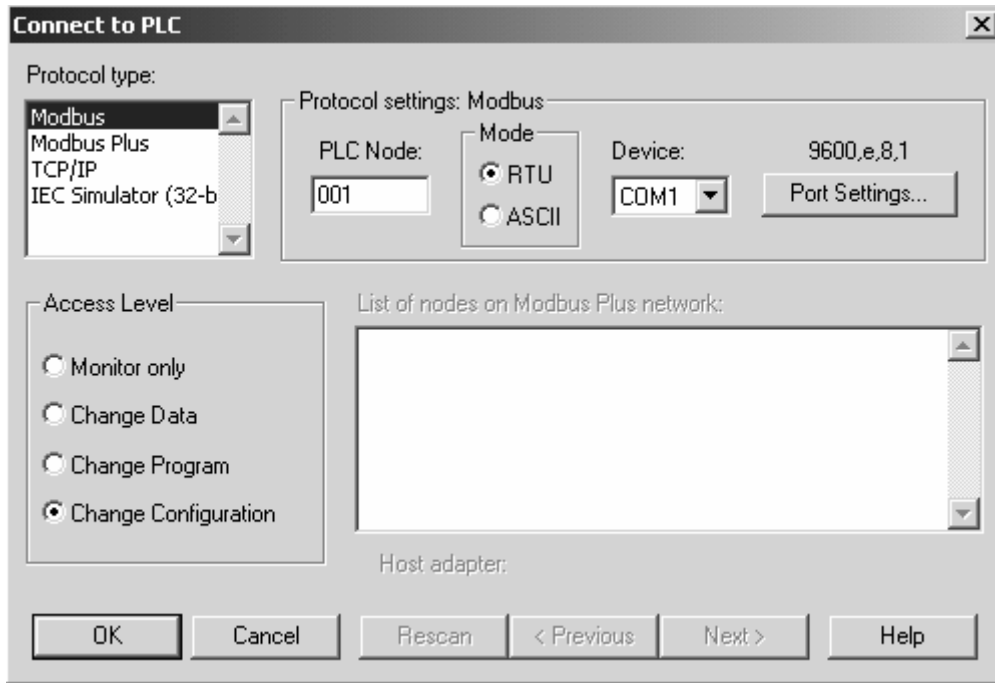 Connect to PLC
Protocol type:
Modbus
Modbus Plus
TCP/IP
IEC Simulator (32-b
Protocol settings: Modbus
PLC Node:
001
Mode
RTU
ASCII
Device:
COM1
9600,e,8,1
Port Settings...
Access Level
Monitor only
Change Data
Change Program
Change Configuration
List of nodes on Modbus Plus network:
Host adapter:
OK
Cancel
Rescan
< Previous
Next >
Help